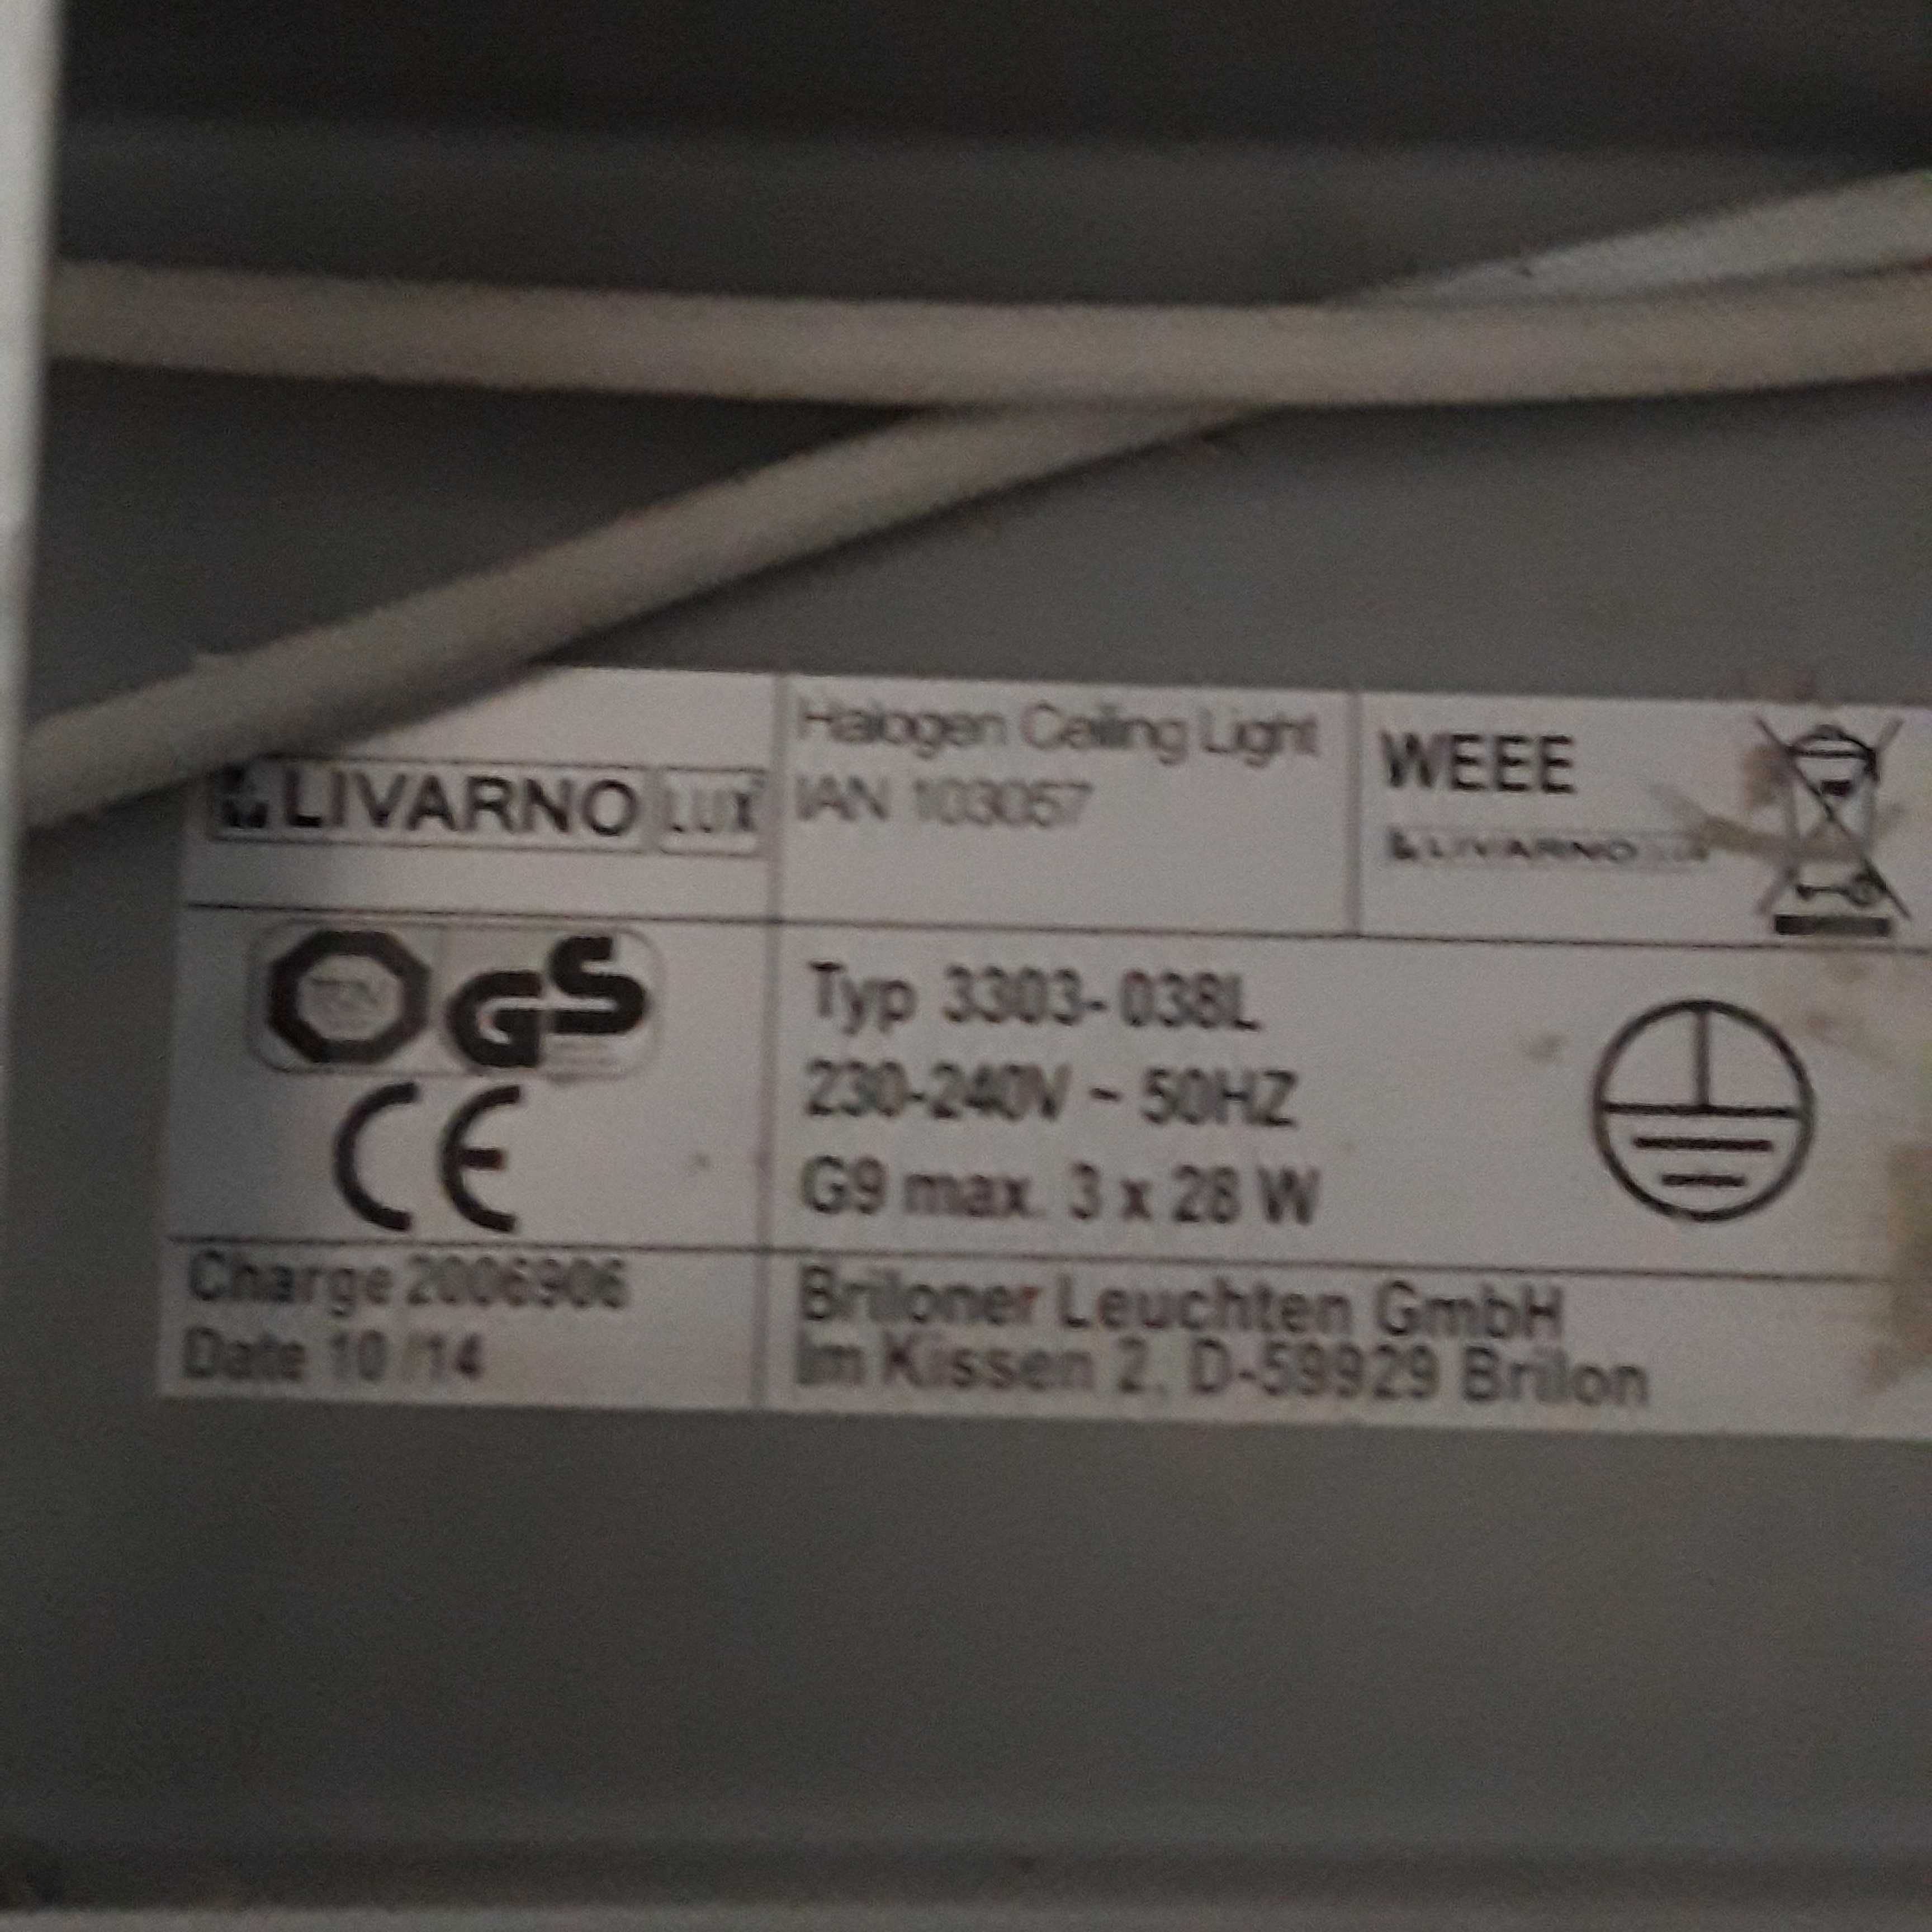 LIVARNO LUX
Halogen Ceiling Light
IAN 103057
WEEE
LIVARNO LUX
GS
CE
Typ 3303-038L
230-240V ~ 50HZ
G9 max. 3 x 28 W
Charge 2006906
Date 10 /14
Briloner Leuchten GmbH
Im Kissen 2, D-59929 Brilon